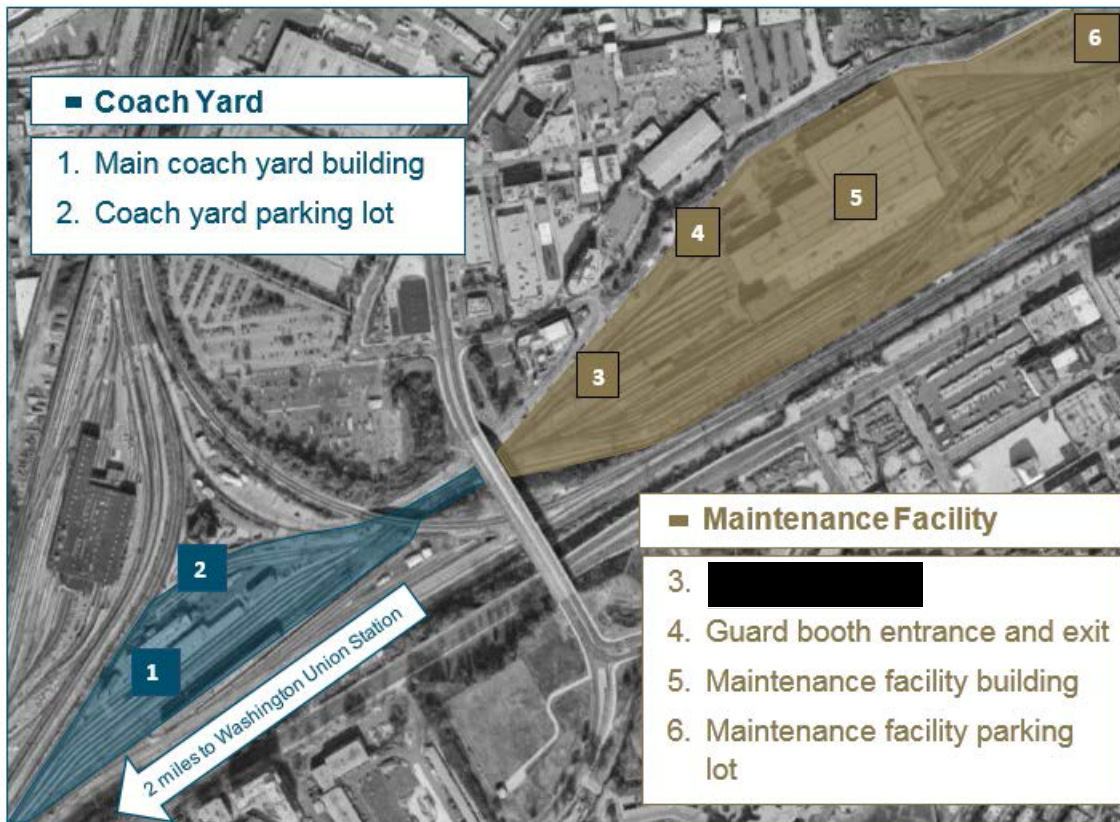 6
Coach Yard
1. Main coach yard building
2. Coach yard parking lot
5
4
3
2
1
2 miles to Washington Union Station
Maintenance Facility
3.
4. Guard booth entrance and exit
5. Maintenance facility building
6. Maintenance facility parking
lot